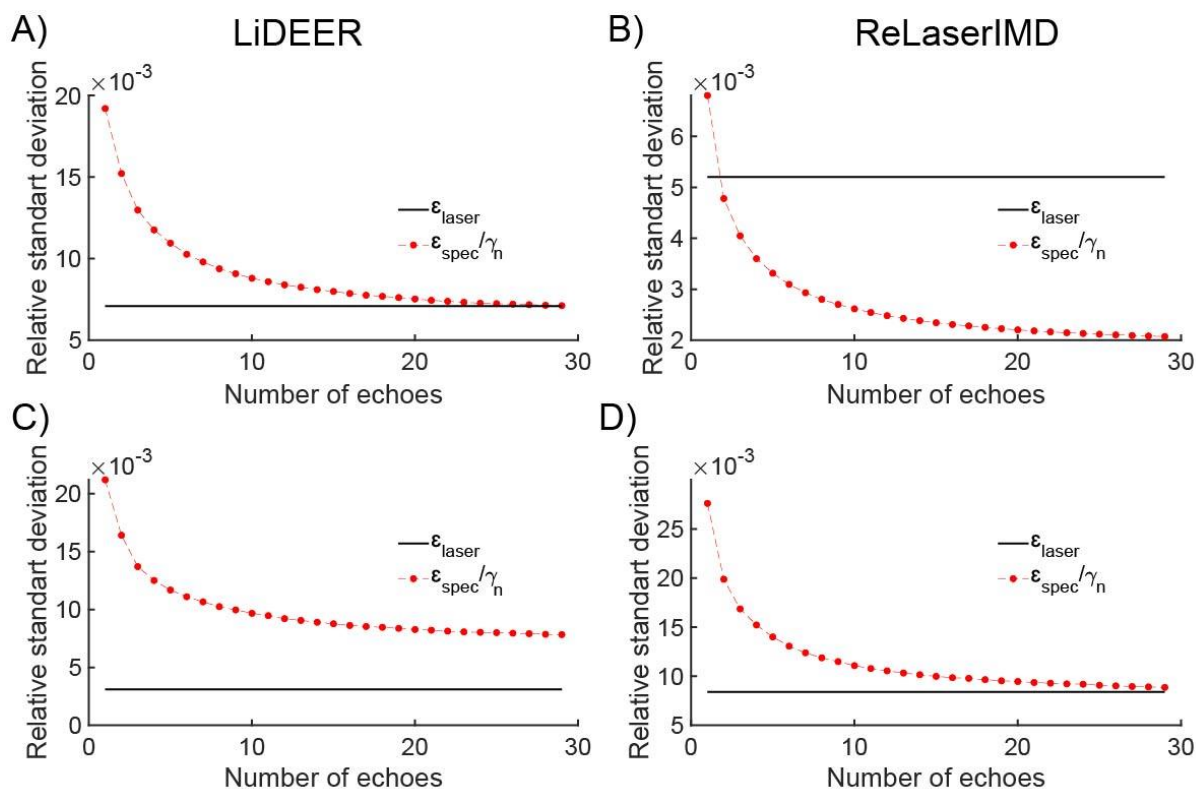 A)
LiDEER
B)
ReLaserIMD
×10⁻³
20
15
10
5
0
10
20
30
Relative standart deviation
Number of echoes
ε_laser
ε_spec/γ_n
×10⁻³
6
5
4
3
2
0
10
20
30
Relative standart deviation
Number of echoes
ε_laser
ε_spec/γ_n
C)
×10⁻³
20
15
10
5
0
0
10
20
30
Relative standart deviation
Number of echoes
ε_laser
ε_spec/γ_n
D)
×10⁻³
25
20
15
10
5
0
10
20
30
Relative standart deviation
Number of echoes
ε_laser
ε_spec/γ_n